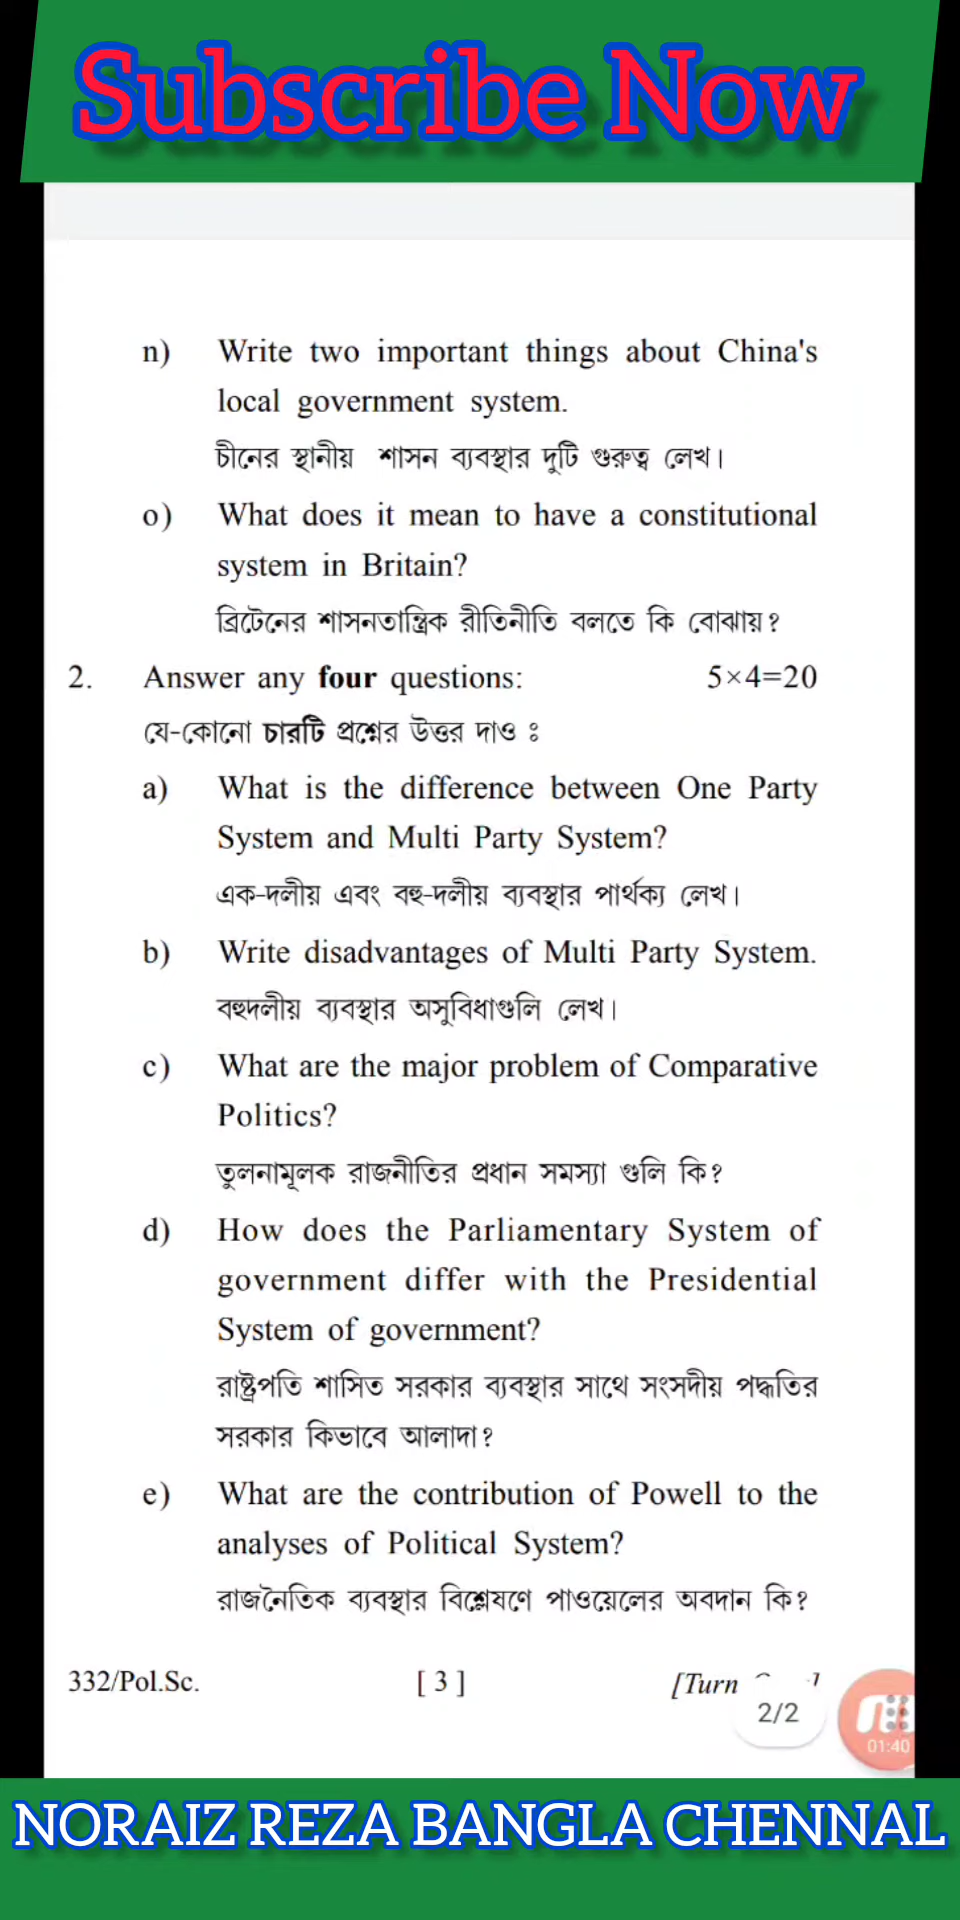 Subscribe Now
n) Write two important things about China's
local government system.
চীনের স্থানীয় শাসন ব্যবস্থার দুটি গুরুত্ব লেখ।
o) What does it mean to have a constitutional
system in Britain?
ব্রিটেনের শাসনতান্ত্রিক রীতিনীতি বলতে কি বোঝায়?
2. Answer any four questions: 5×4=20
যে-কোনো চারটি প্রশ্নের উত্তর দাও ঃ
a) What is the difference between One Party
System and Multi Party System?
এক-দলীয় এবং বহু-দলীয় ব্যবস্থার পার্থক্য লেখ।
b) Write disadvantages of Multi Party System.
বহুদলীয় ব্যবস্থার অসুবিধাগুলি লেখ।
c) What are the major problem of Comparative
Politics?
তুলনামূলক রাজনীতির প্রধান সমস্যা গুলি কি?
d) How does the Parliamentary System of
government differ with the Presidential
System of government?
রাষ্ট্রপতি শাসিত সরকার ব্যবস্থার সাথে সংসদীয় পদ্ধতির
সরকার কিভাবে আলাদা?
e) What are the contribution of Powell to the
analyses of Political System?
রাজনৈতিক ব্যবস্থার বিশ্লেষণে পাওয়েলের অবদান কি?
332/Pol.Sc. [ 3 ] [Turn
2/2
01:40
NORAIZ REZA BANGLA CHENNAL